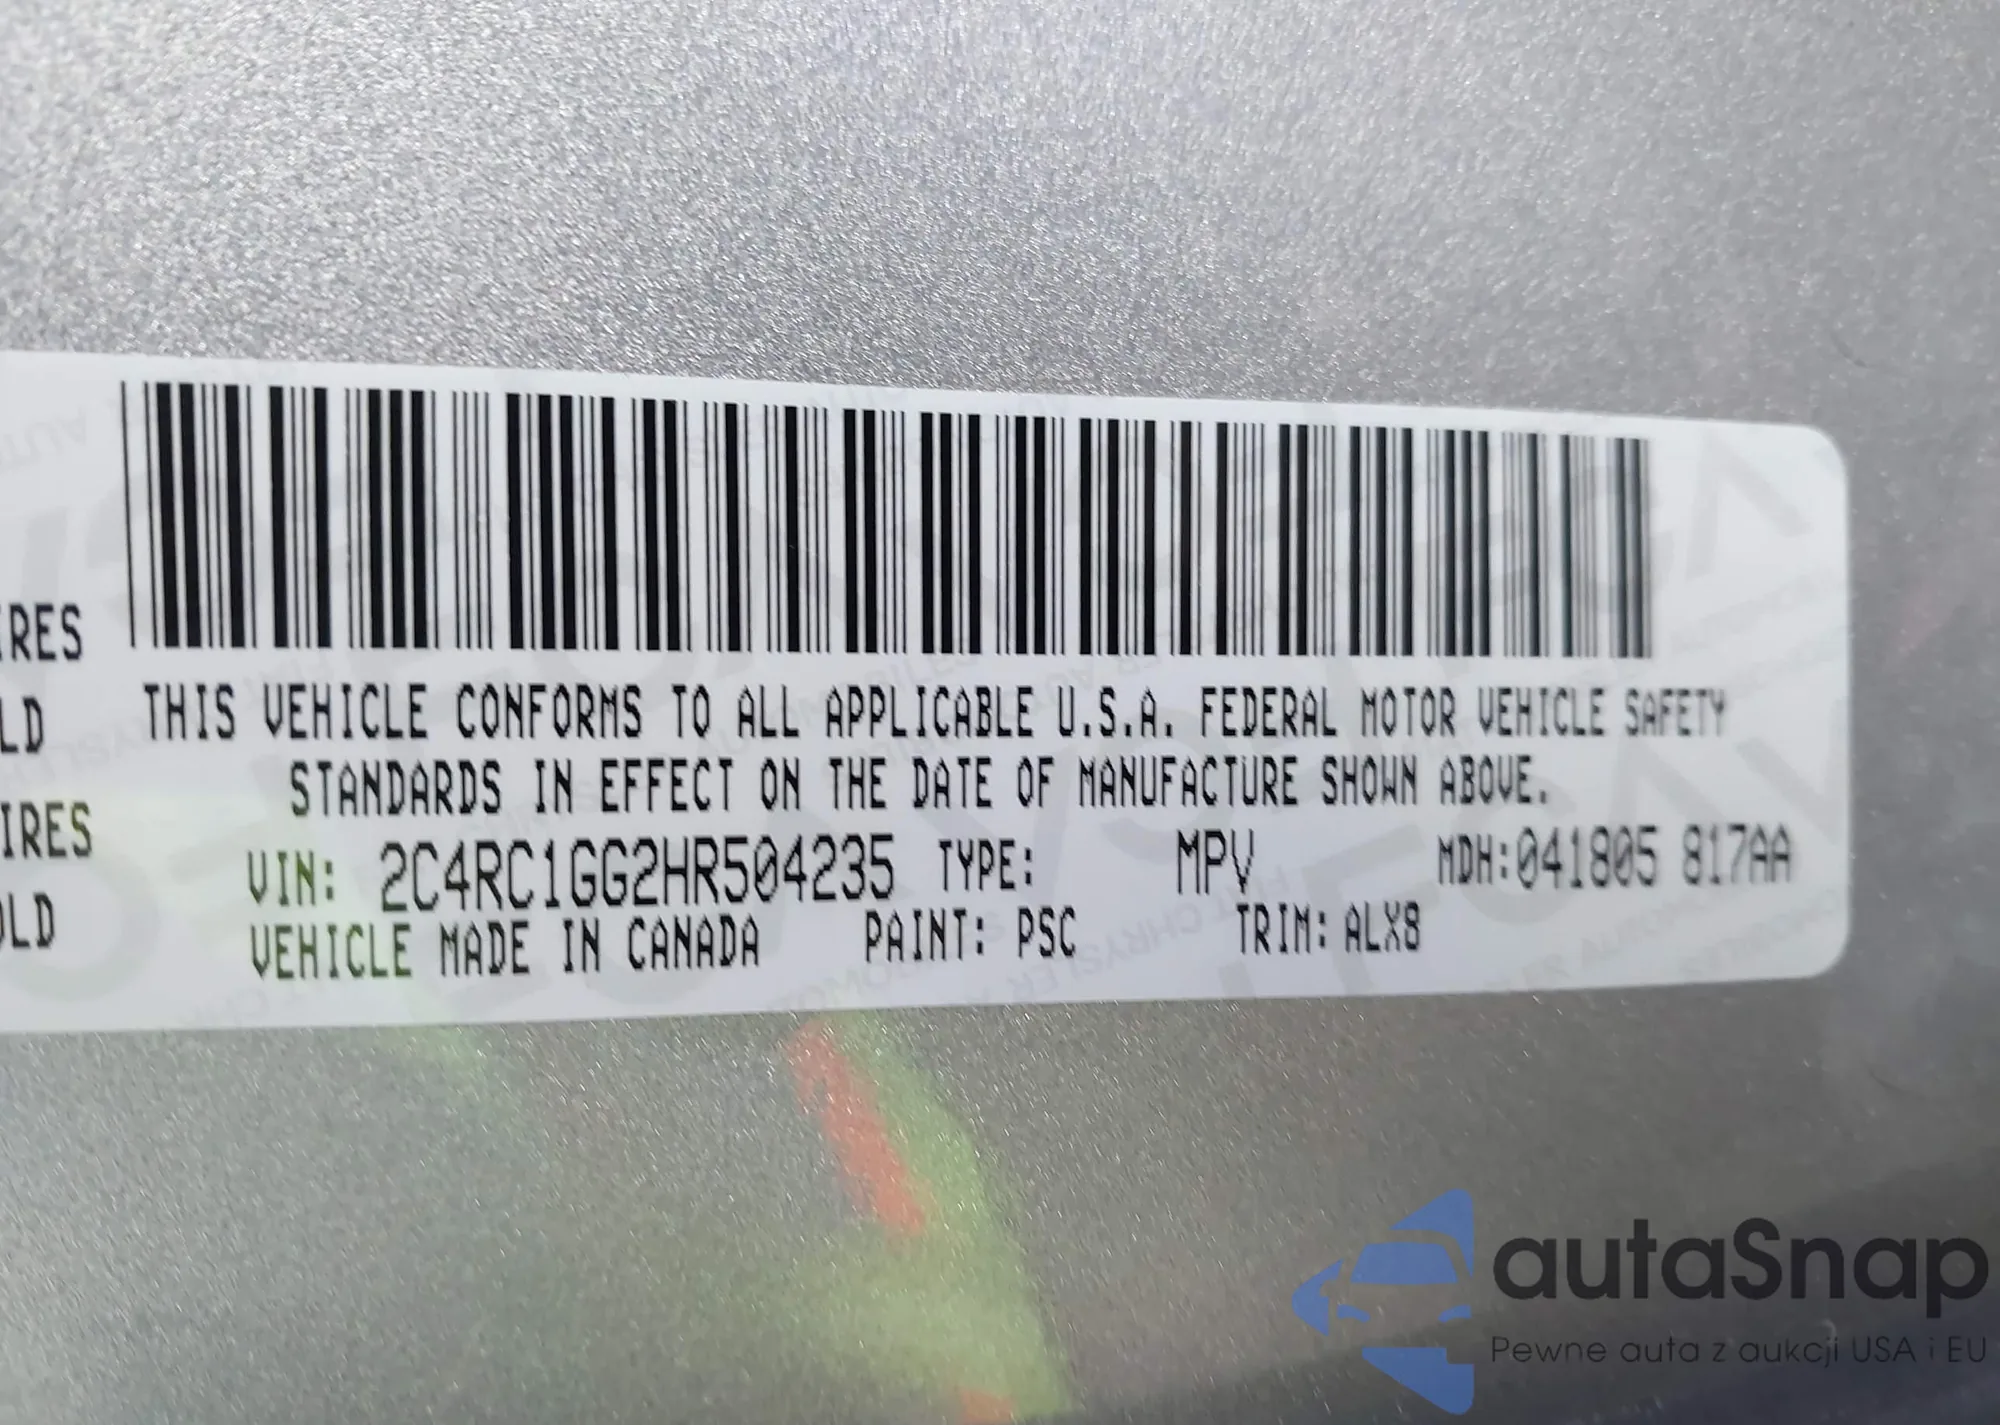 IRES
LD
IRES
OLD
THIS VEHICLE CONFORMS TO ALL APPLICABLE U.S.A. FEDERAL MOTOR VEHICLE SAFETY
STANDARDS IN EFFECT ON THE DATE OF MANUFACTURE SHOWN ABOVE.
VIN: 2C4RC1GG2HR504235 TYPE: MPV MDH:041805 817AA
VEHICLE MADE IN CANADA PAINT: PSC TRIM: ALX8
autaSnap
Pewne auta z aukcji USA i EU